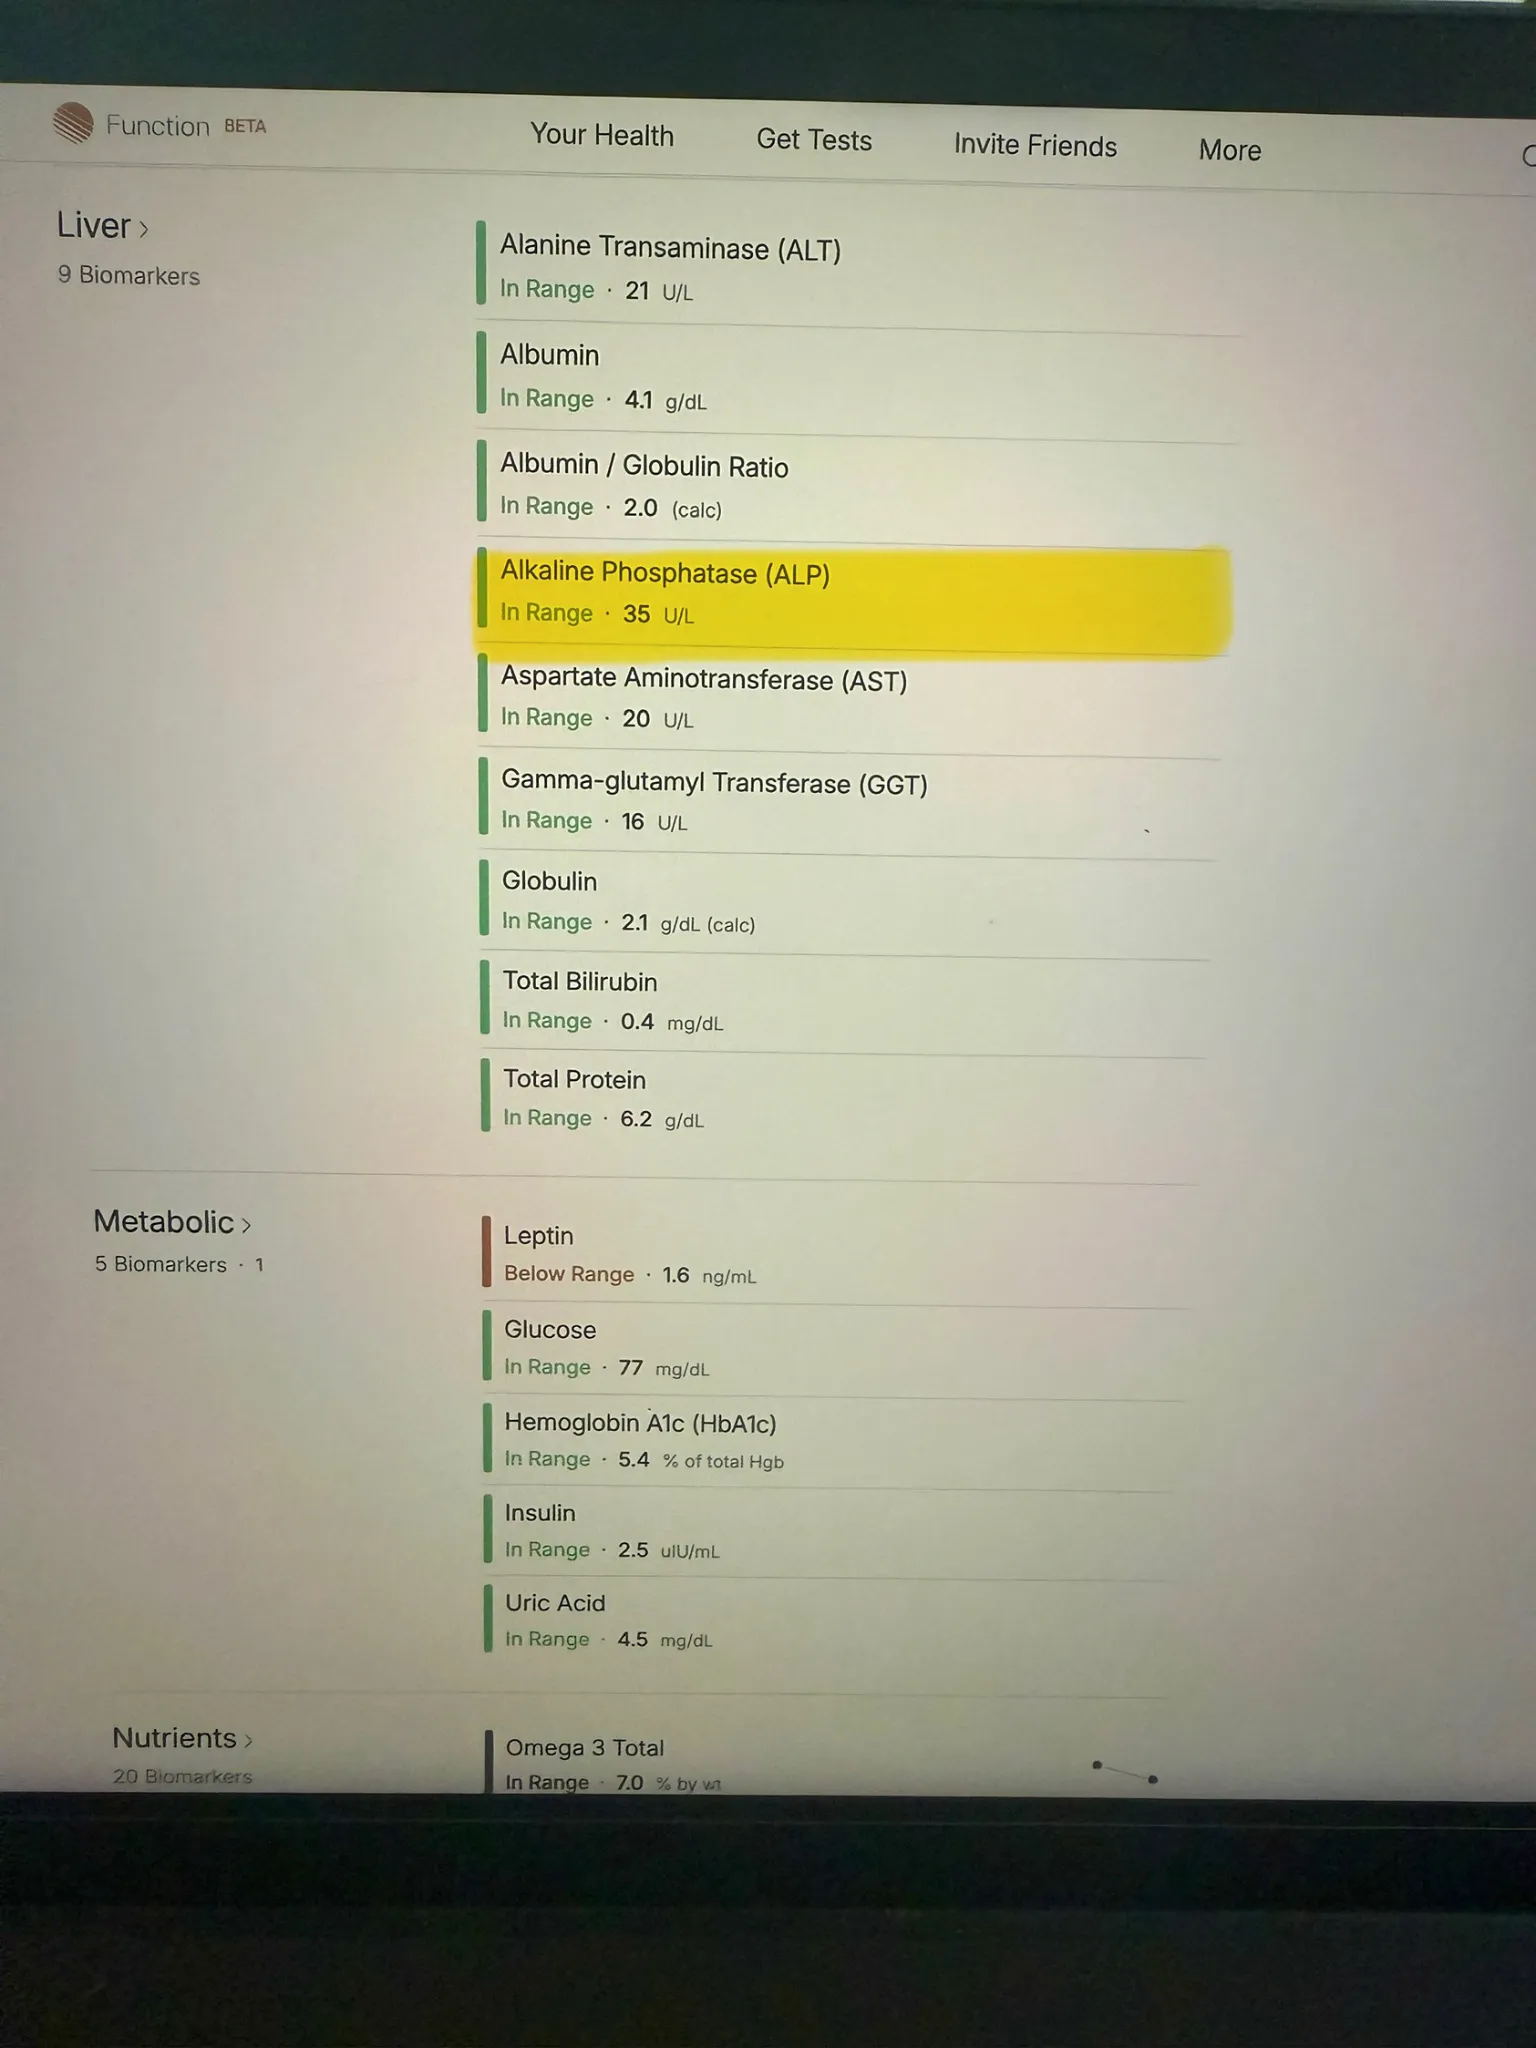 Function BETA
Your Health
Get Tests
Invite Friends
More
Liver >
9 Biomarkers
Alanine Transaminase (ALT)
In Range · 21 U/L
Albumin
In Range · 4.1 g/dL
Albumin / Globulin Ratio
In Range · 2.0 (calc)
Alkaline Phosphatase (ALP)
In Range · 35 U/L
Aspartate Aminotransferase (AST)
In Range · 20 U/L
Gamma-glutamyl Transferase (GGT)
In Range · 16 U/L
Globulin
In Range · 2.1 g/dL (calc)
Total Bilirubin
In Range · 0.4 mg/dL
Total Protein
In Range · 6.2 g/dL
Metabolic >
5 Biomarkers · 1
Leptin
Below Range · 1.6 ng/mL
Glucose
In Range · 77 mg/dL
Hemoglobin A1c (HbA1c)
In Range · 5.4 % of total Hgb
Insulin
In Range · 2.5 uIU/mL
Uric Acid
In Range · 4.5 mg/dL
Nutrients >
20 Biomarkers
Omega 3 Total
In Range · 7.0 % by wt